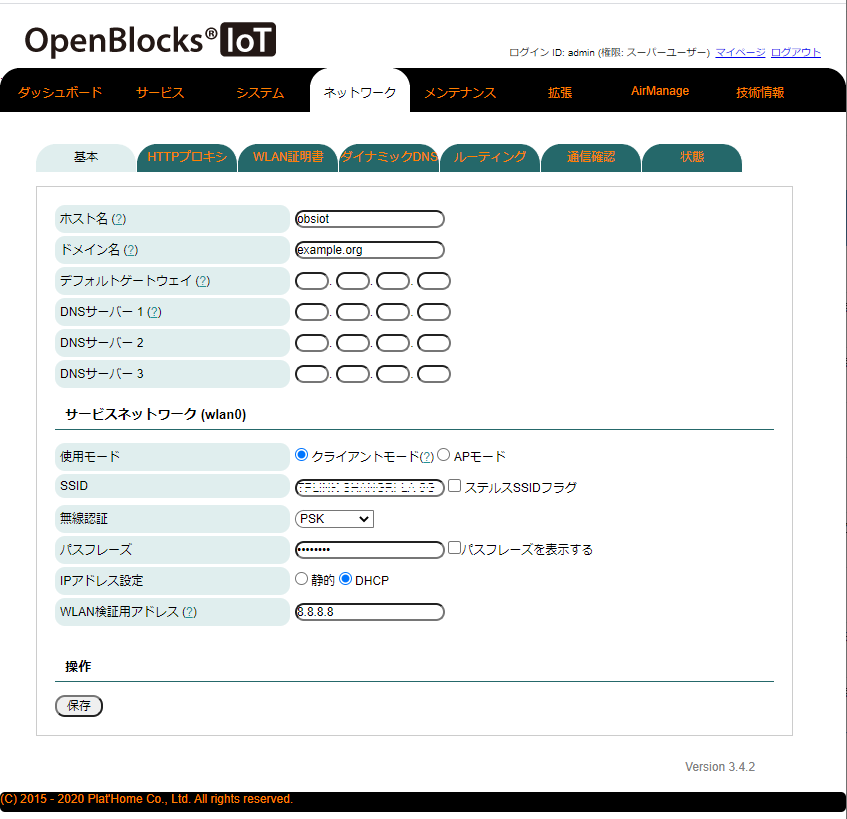 OpenBlocks® IoT
ログイン ID: admin (権限: スーパーユーザー) マイページ ログアウト
ダッシュボード サービス システム ネットワーク メンテナンス 拡張 AirManage 技術情報
基本 HTTPプロキシ WLAN証明書 ダイナミックDNS ルーティング 通信確認 状態
ホスト名 (?) obsiot
ドメイン名 (?) example.org
デフォルトゲートウェイ (?) . . .
DNSサーバー 1 (?) . . .
DNSサーバー 2 . . .
DNSサーバー 3 . . .
サービスネットワーク (wlan0)
使用モード クライアントモード(?) APモード
SSID ステルスSSIDフラグ
無線認証 PSK
パスフレーズ •••••••• パスフレーズを表示する
IPアドレス設定 静的 DHCP
WLAN検証用アドレス (?) 8.8.8.8
操作
保存
Version 3.4.2
(C) 2015 - 2020 Plat'Home Co., Ltd. All rights reserved.